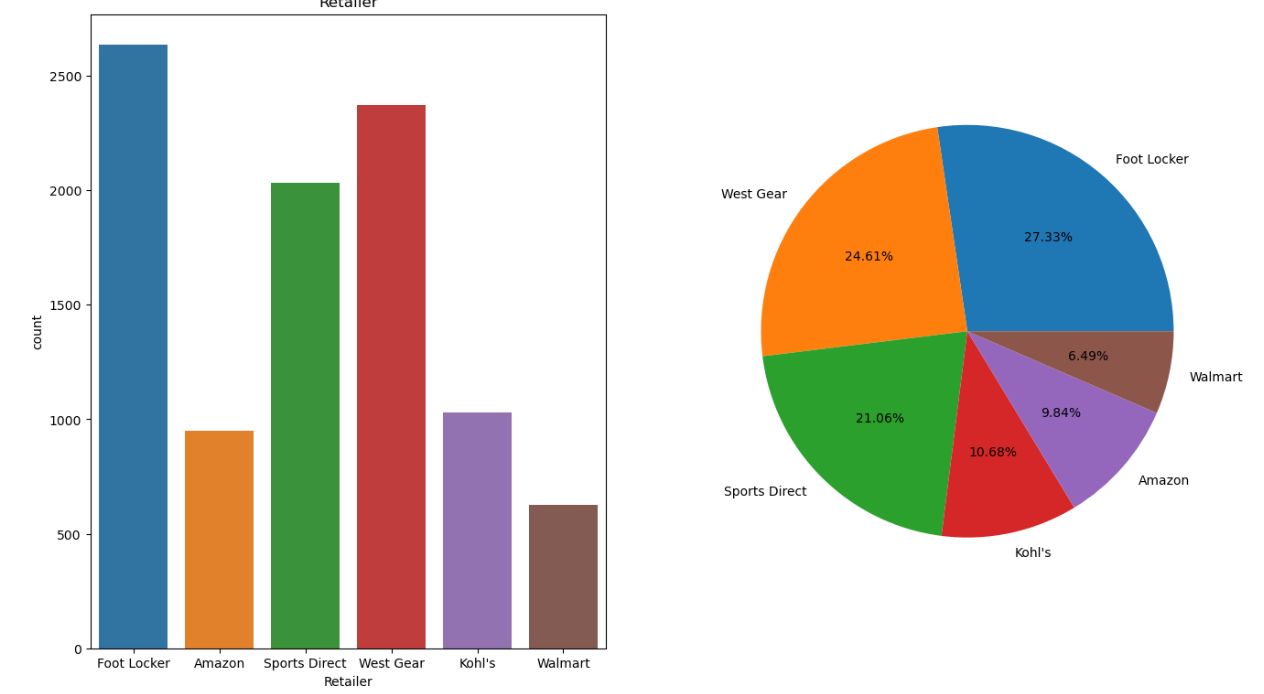 Retailer
2500
2000
1500
1000
500
0
count
Foot Locker Amazon Sports Direct West Gear Kohl's Walmart
Retailer
Foot Locker
West Gear
27.33%
24.61%
6.49%
Walmart
9.84%
21.06%
10.68%
Amazon
Sports Direct
Kohl's